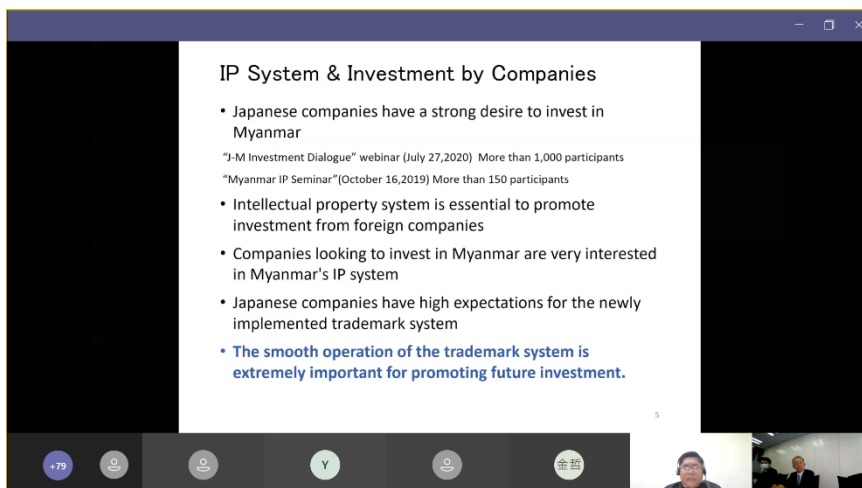 IP System & Investment by Companies
• Japanese companies have a strong desire to invest in
Myanmar
"J-M Investment Dialogue" webinar (July 27,2020)  More than 1,000 participants
"Myanmar IP Seminar"(October 16,2019) More than 150 participants
• Intellectual property system is essential to promote
investment from foreign companies
• Companies looking to invest in Myanmar are very interested
in Myanmar's IP system
• Japanese companies have high expectations for the newly
implemented trademark system
• The smooth operation of the trademark system is
extremely important for promoting future investment.
5
+79
Y
金哲